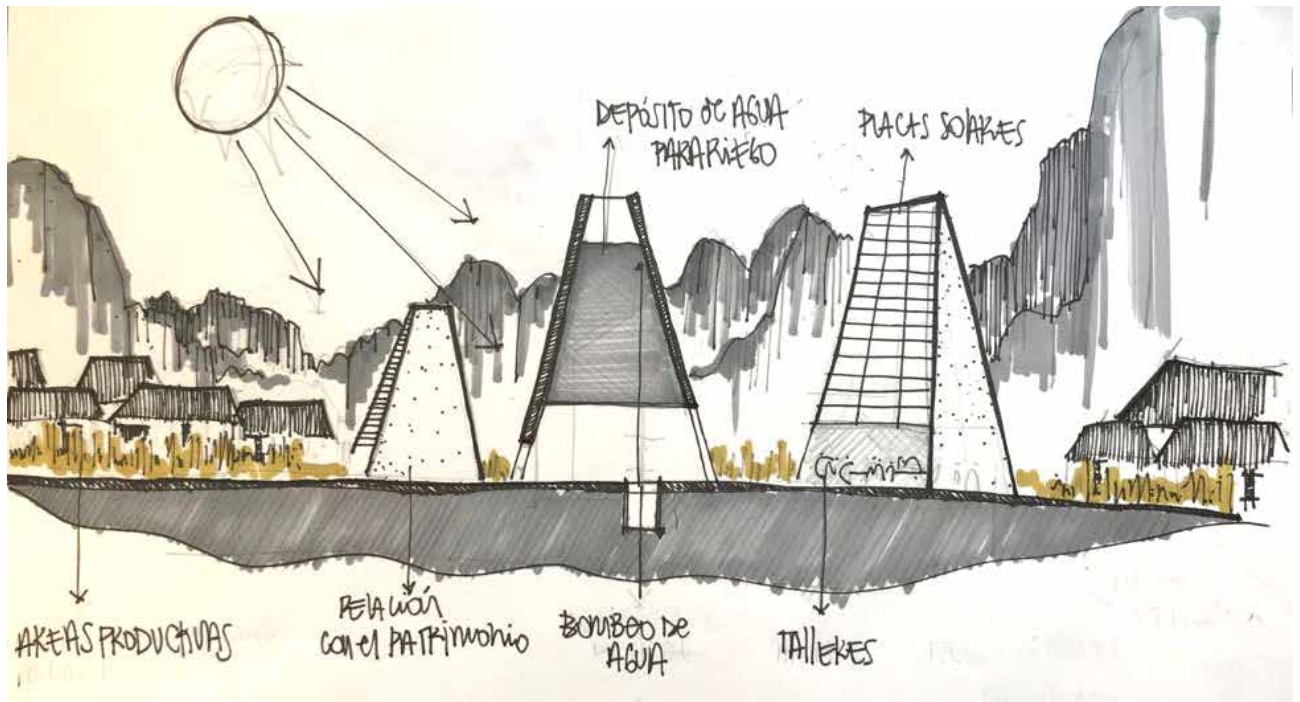 DEPÓSITO DE AGUA
PARA RIEGO
PLACAS SOLARES
AREAS PRODUCTIVAS
RELACIÓN
con el PATRIMONIO
BOMBEO DE
AGUA
TALLERES